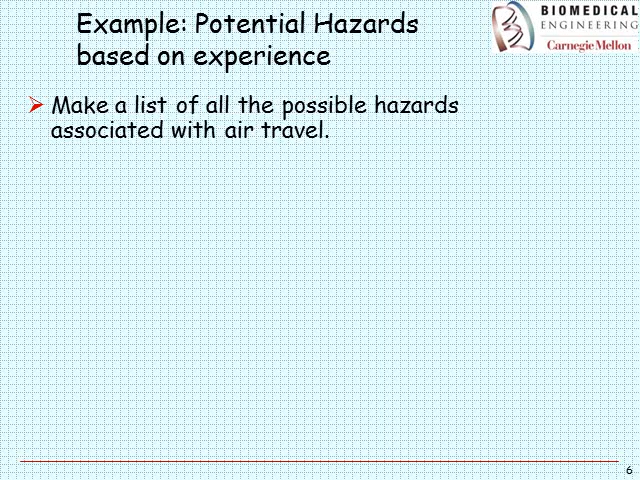 Example: Potential Hazards
based on experience
BIOMEDICAL
ENGINEERING
Carnegie Mellon
Make a list of all the possible hazards
associated with air travel.
6